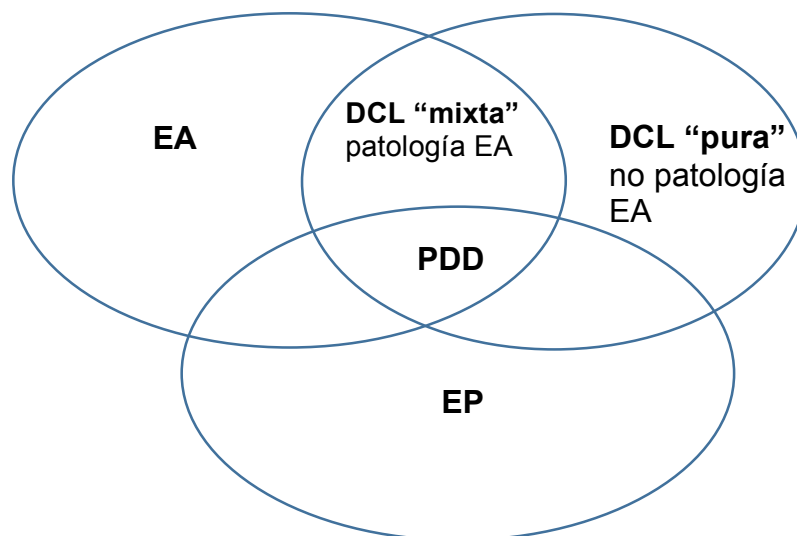 EA
DCL “mixta”
patología EA
DCL “pura”
no patología
EA
PDD
EP